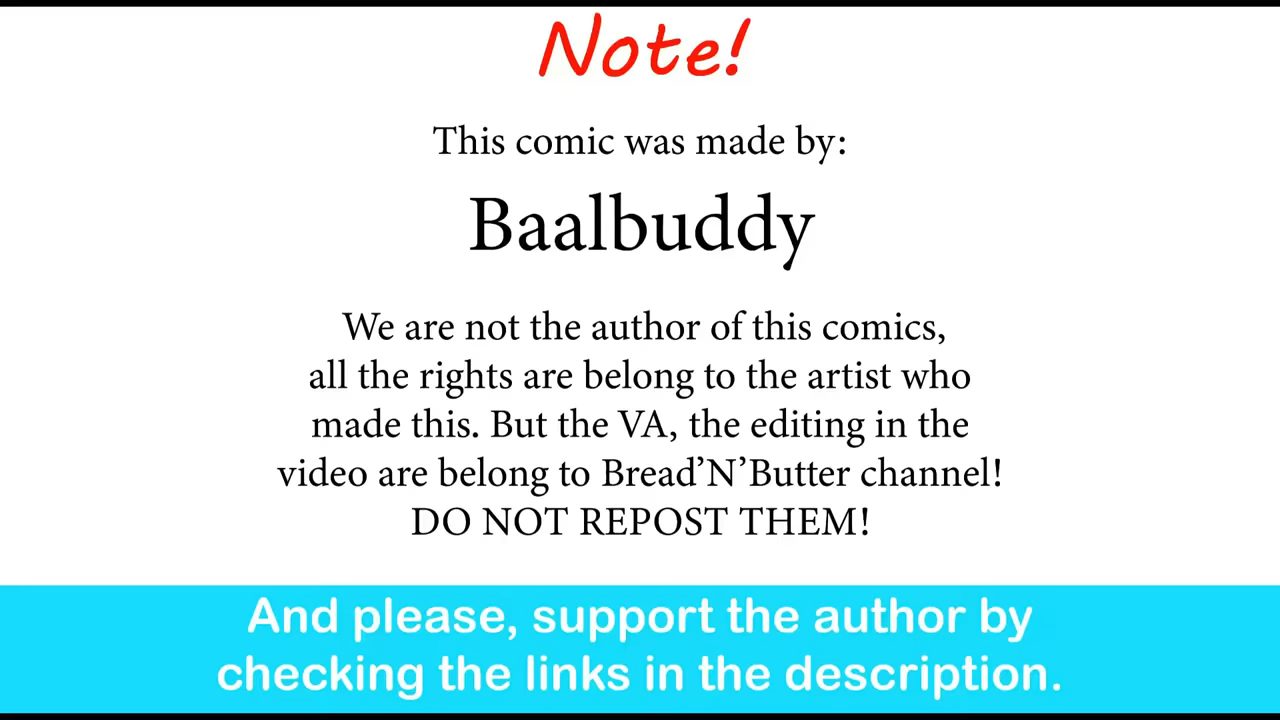 Note!
This comic was made by:
Baalbuddy
We are not the author of this comics,
all the rights are belong to the artist who
made this. But the VA, the editing in the
video are belong to Bread’N’Butter channel!
DO NOT REPOST THEM!
And please, support the author by
checking the links in the description.